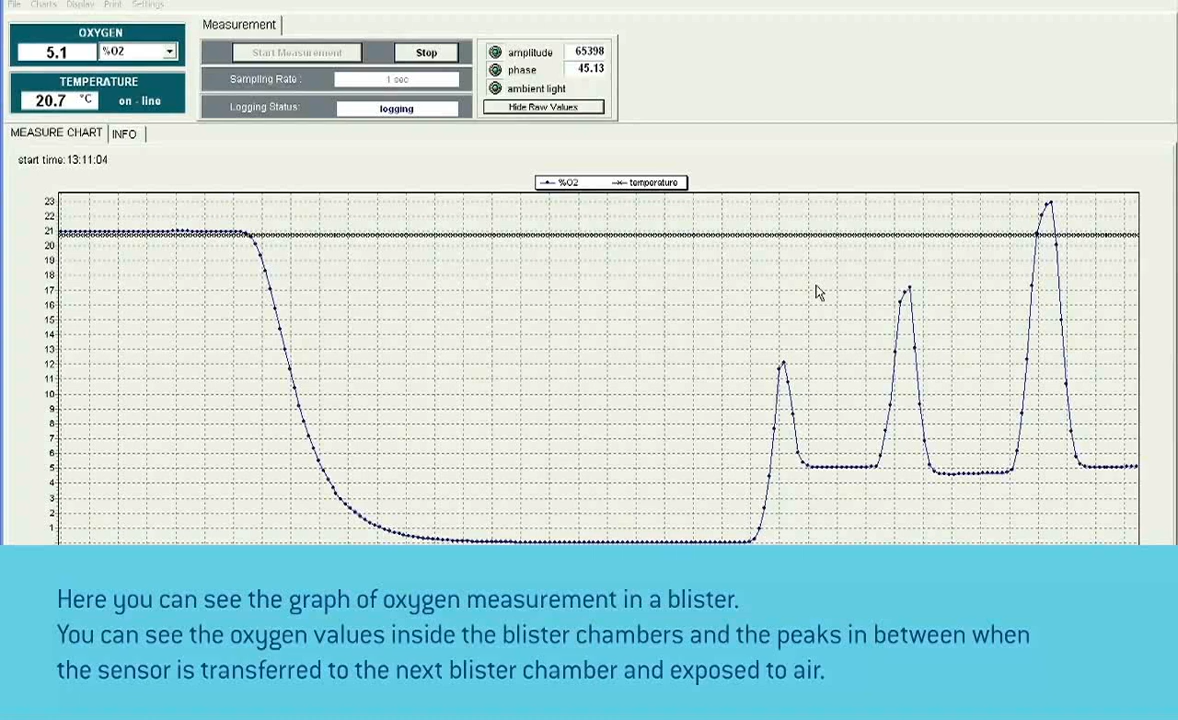 File Charts Display Print Settings
OXYGEN
5.1 %O2
TEMPERATURE
20.7 °C on - line
Measurement
Start Measurement Stop
Sampling Rate : 1 sec
Logging Status: logging
amplitude 65398
phase 45.13
ambient light
Hide Raw Values
MEASURE CHART INFO
start time: 13:11:04
%O2 temperature
23
22
21
20
19
18
17
16
15
14
13
12
11
10
9
8
7
6
5
4
3
2
1
Here you can see the graph of oxygen measurement in a blister.
You can see the oxygen values inside the blister chambers and the peaks in between when
the sensor is transferred to the next blister chamber and exposed to air.